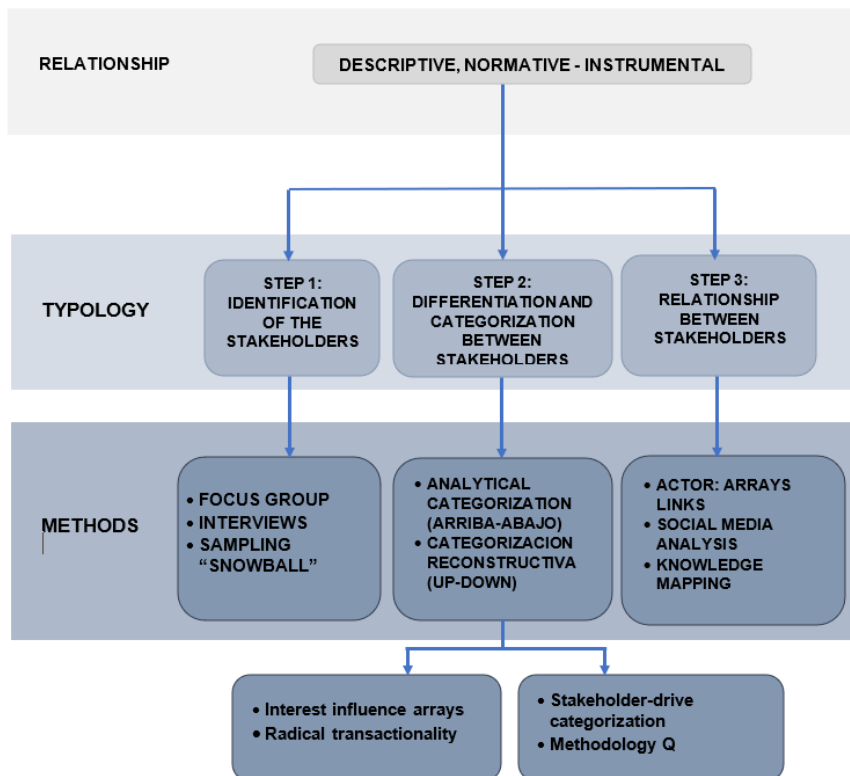 RELATIONSHIP
DESCRIPTIVE, NORMATIVE - INSTRUMENTAL
TYPOLOGY
STEP 1:
IDENTIFICATION
OF THE
STAKEHOLDERS
STEP 2:
DIFFERENTIATION AND
CATEGORIZATION
BETWEEN
STAKEHOLDERS
STEP 3:
RELATIONSHIP
BETWEEN
STAKEHOLDERS
METHODS
• FOCUS GROUP
• INTERVIEWS
• SAMPLING
“SNOWBALL”
• ANALYTICAL
CATEGORIZATION
(ARRIBA-ABAJO)
• CATEGORIZACION
RECONSTRUCTIVA
(UP-DOWN)
• ACTOR: ARRAYS
LINKS
• SOCIAL MEDIA
ANALYSIS
• KNOWLEDGE
MAPPING
• Interest influence arrays
• Radical transactionality
• Stakeholder-drive
categorization
• Methodology Q